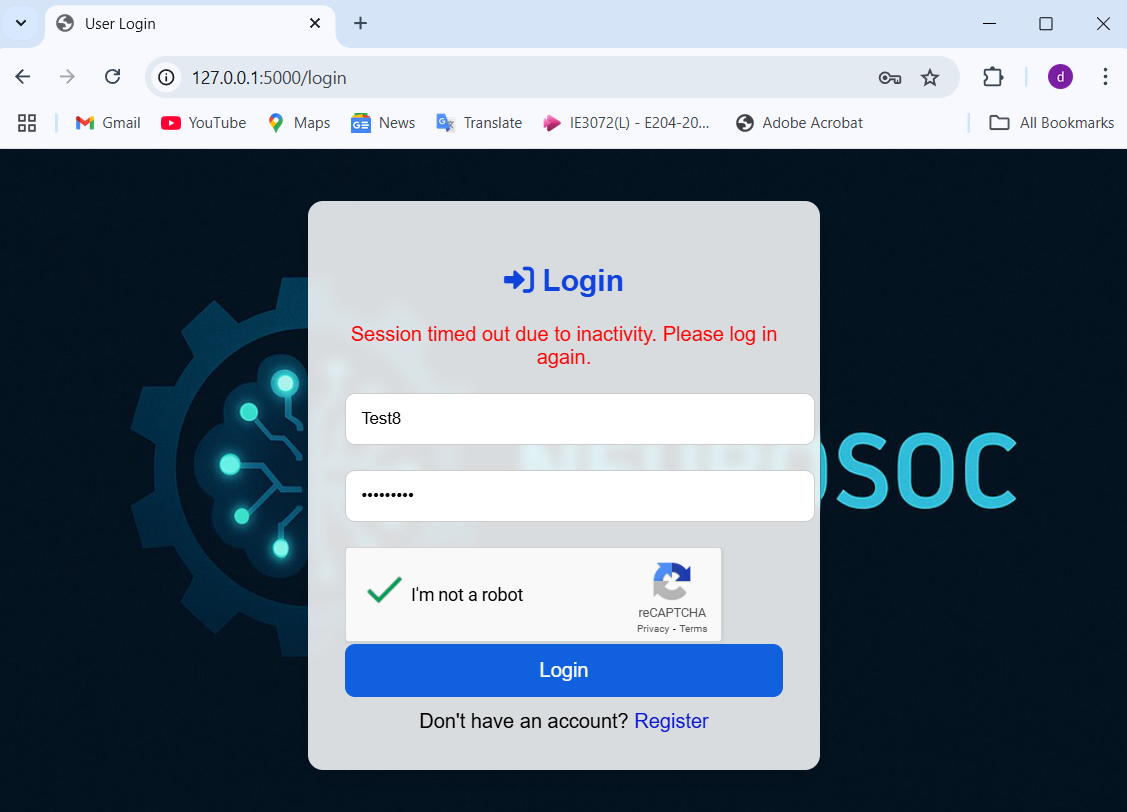 User Login
127.0.0.1:5000/login
d
Gmail
YouTube
Maps
GE
News
G
Translate
IE3072(L) - E204-20...
Adobe Acrobat
All Bookmarks
Login
Session timed out due to inactivity. Please log in
again.
Test8
•••••••••
NEUROSOC
I'm not a robot
reCAPTCHA
Privacy - Terms
Login
Don't have an account? Register